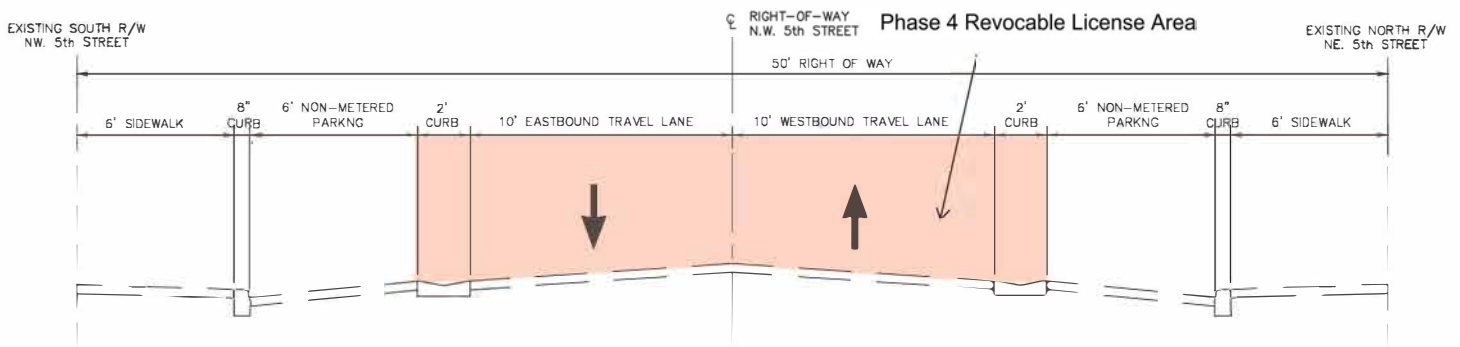 EXISTING SOUTH R/W
NW. 5th STREET
℄ RIGHT-OF-WAY
N.W. 5th STREET
Phase 4 Revocable License Area
EXISTING NORTH R/W
NE. 5th STREET
50' RIGHT OF WAY
6' SIDEWALK
8"
CURB
6' NON-METERED
PARKNG
2'
CURB
10' EASTBOUND TRAVEL LANE
10' WESTBOUND TRAVEL LANE
2'
CURB
6' NON-METERED
PARKNG
8"
CURB
6' SIDEWALK